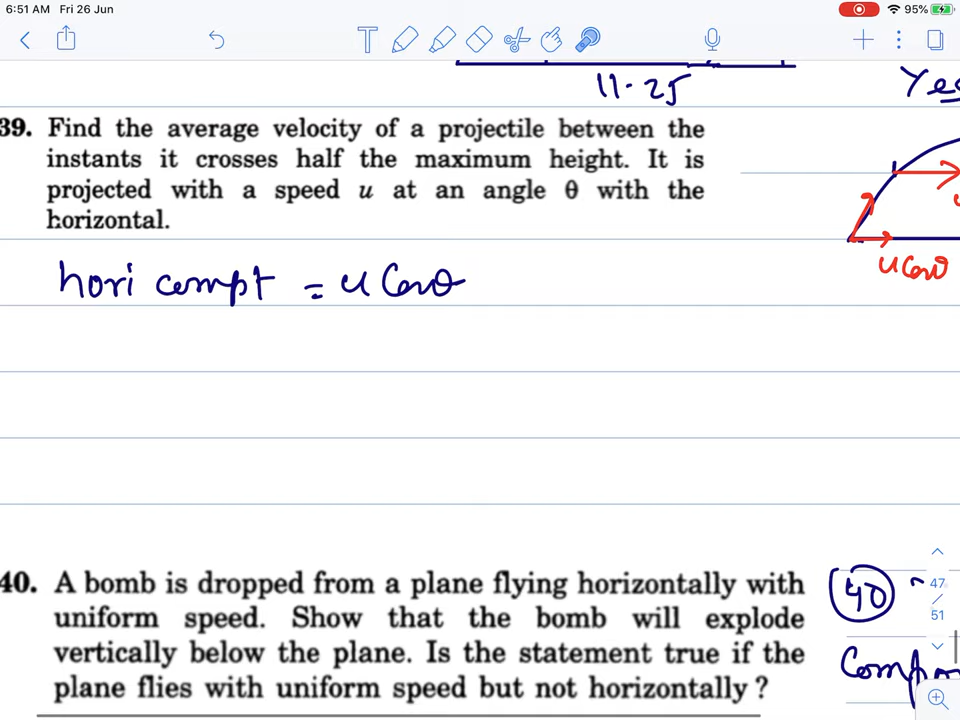 6:51 AM Fri 26 Jun
95%
T
11.25
Yes
39. Find the average velocity of a projectile between the
instants it crosses half the maximum height. It is
projected with a speed u at an angle θ with the
horizontal.
u Cosθ
hori compt = u Cosθ
40. A bomb is dropped from a plane flying horizontally with
uniform speed. Show that the bomb will explode
vertically below the plane. Is the statement true if the
plane flies with uniform speed but not horizontally ?
40
47
/
51